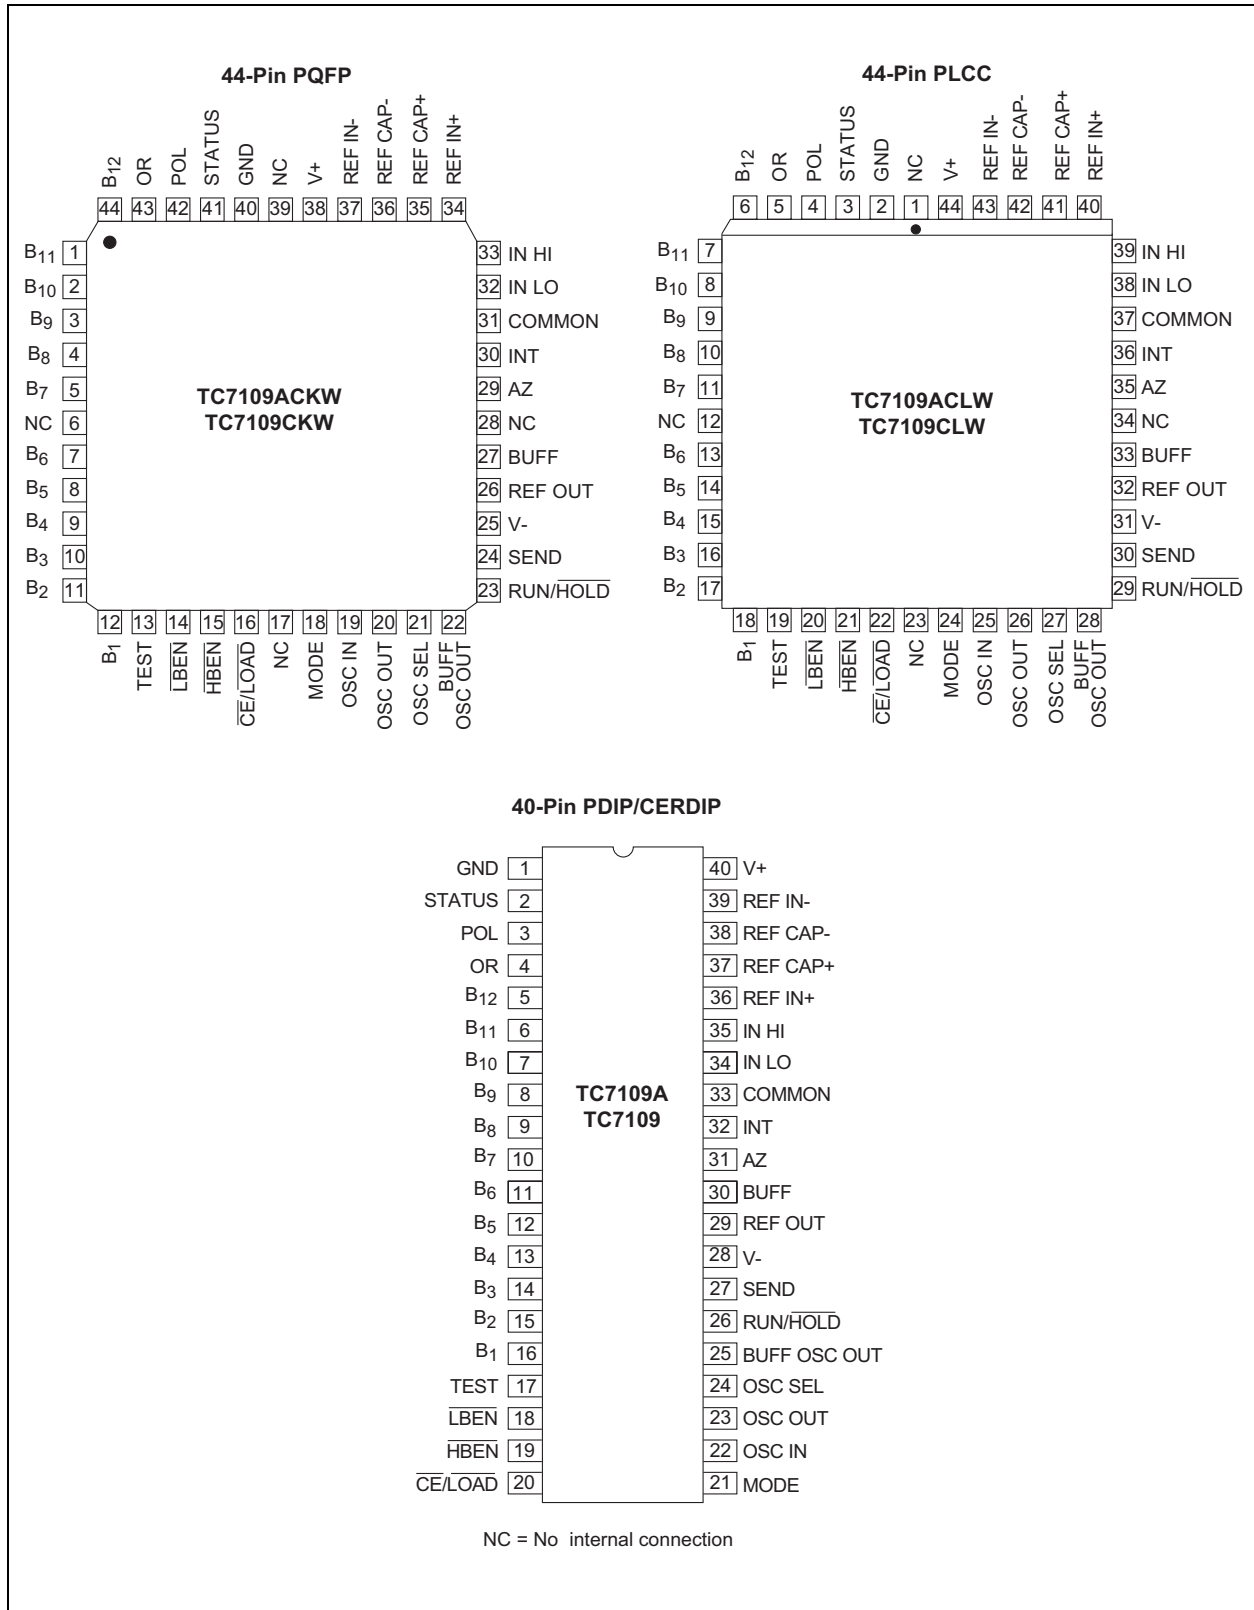 44-Pin PQFP
B12 OR POL STATUS GND NC V+ REF IN- REF CAP- REF CAP+ REF IN+
44 43 42 41 40 39 38 37 36 35 34
B11 1
B10 2
B9 3
B8 4
B7 5
NC 6
B6 7
B5 8
B4 9
B3 10
B2 11
TC7109ACKW
TC7109CKW
33 IN HI
32 IN LO
31 COMMON
30 INT
29 AZ
28 NC
27 BUFF
26 REF OUT
25 V-
24 SEND
23 RUN/HOLD
12 13 14 15 16 17 18 19 20 21 22
B1 TEST LBEN HBEN CE/LOAD NC MODE OSC IN OSC OUT OSC SEL BUFF OSC OUT
44-Pin PLCC
B12 OR POL STATUS GND NC V+ REF IN- REF CAP- REF CAP+ REF IN+
6 5 4 3 2 1 44 43 42 41 40
B11 7
B10 8
B9 9
B8 10
B7 11
NC 12
B6 13
B5 14
B4 15
B3 16
B2 17
TC7109ACLW
TC7109CLW
39 IN HI
38 IN LO
37 COMMON
36 INT
35 AZ
34 NC
33 BUFF
32 REF OUT
31 V-
30 SEND
29 RUN/HOLD
18 19 20 21 22 23 24 25 26 27 28
B1 TEST LBEN HBEN CE/LOAD NC MODE OSC IN OSC OUT OSC SEL BUFF OSC OUT
40-Pin PDIP/CERDIP
GND 1
STATUS 2
POL 3
OR 4
B12 5
B11 6
B10 7
B9 8
B8 9
B7 10
B6 11
B5 12
B4 13
B3 14
B2 15
B1 16
TEST 17
LBEN 18
HBEN 19
CE/LOAD 20
TC7109A
TC7109
40 V+
39 REF IN-
38 REF CAP-
37 REF CAP+
36 REF IN+
35 IN HI
34 IN LO
33 COMMON
32 INT
31 AZ
30 BUFF
29 REF OUT
28 V-
27 SEND
26 RUN/HOLD
25 BUFF OSC OUT
24 OSC SEL
23 OSC OUT
22 OSC IN
21 MODE
NC = No internal connection